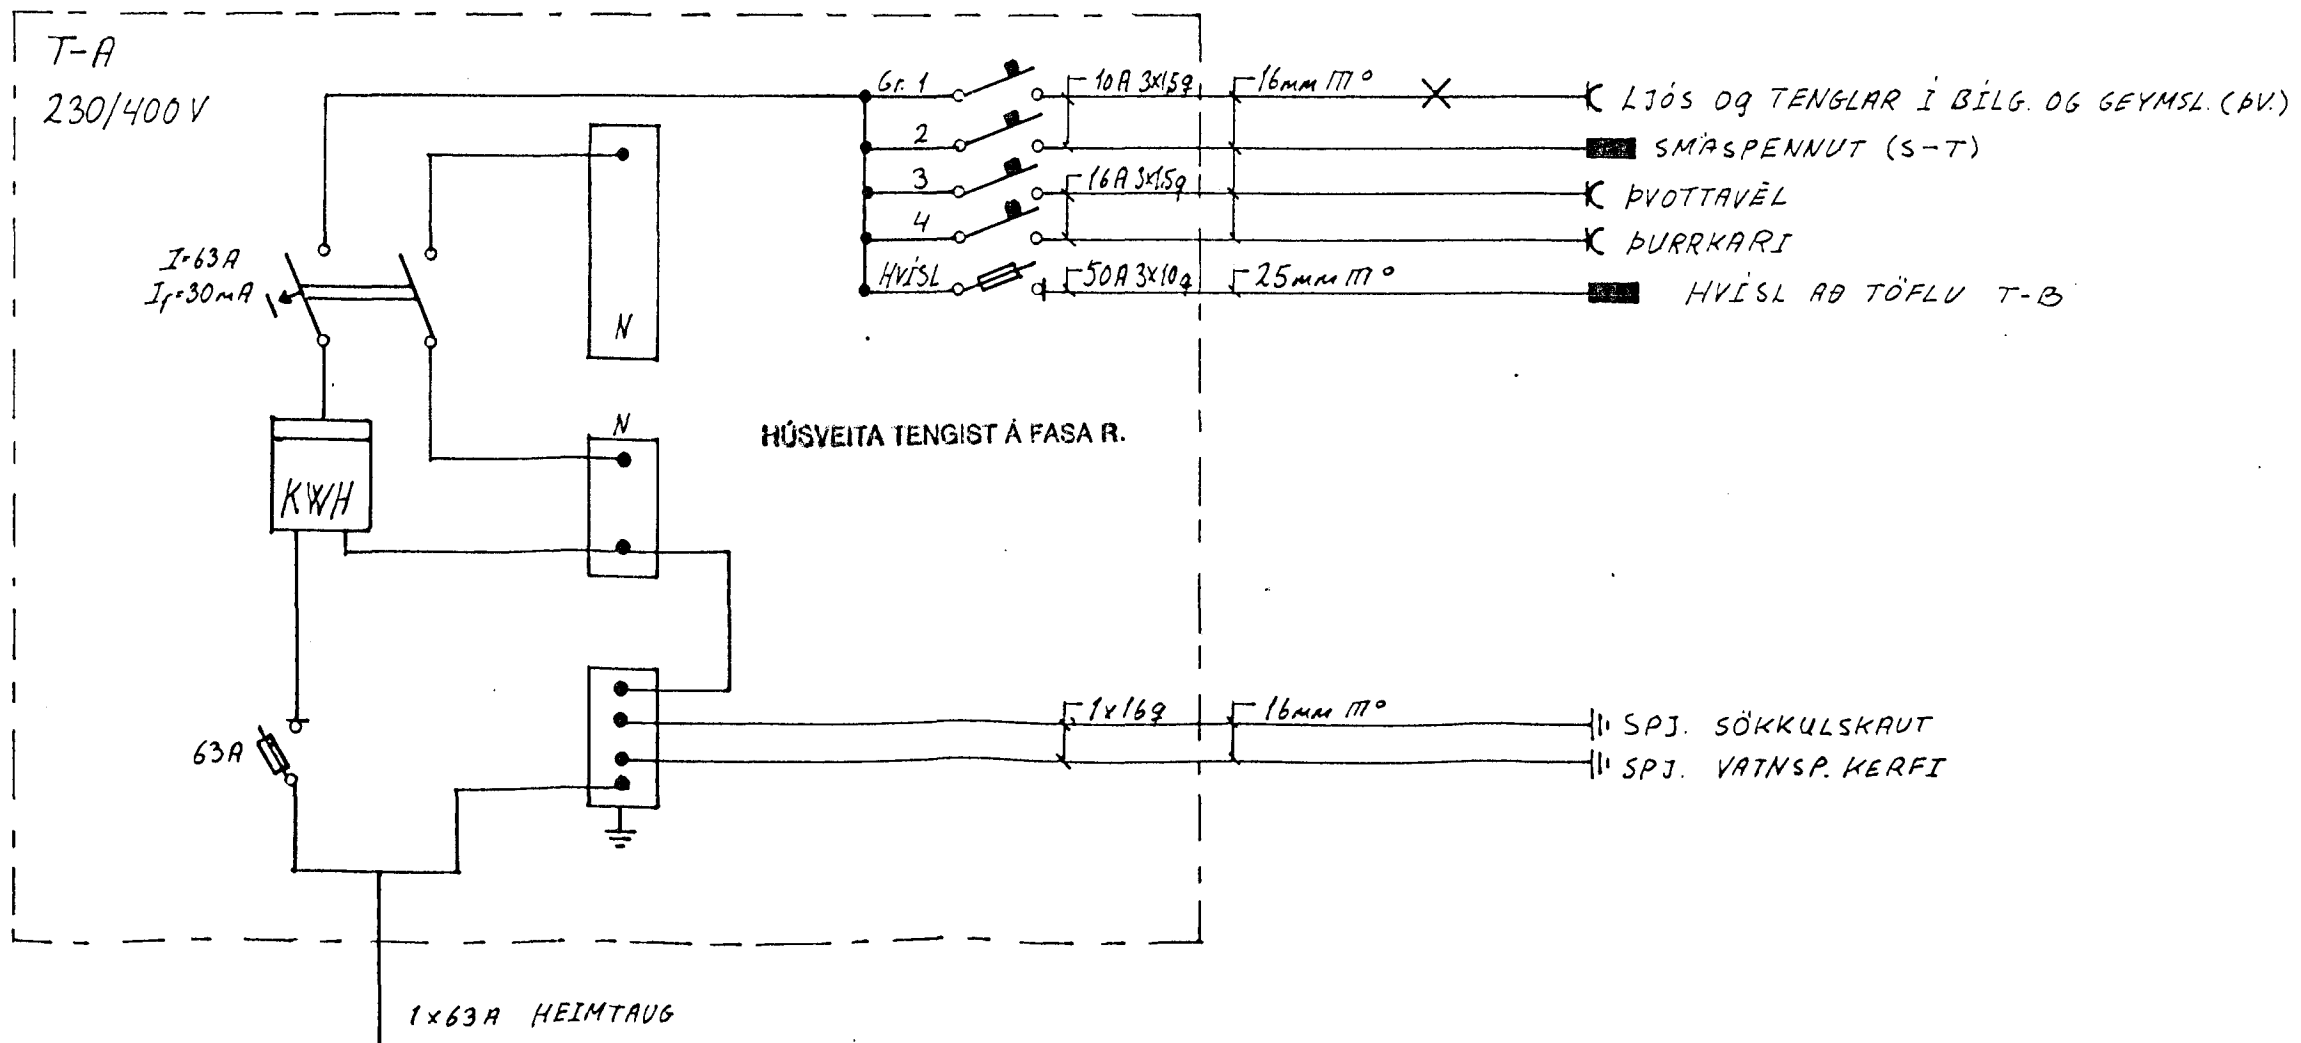 T-A
230/400 V
Gr. 1
10A 3x1,5q
16mm m°
LJÓS OG TENGLAR Í BÍLG. OG GEYMSL. (ÞV.)
2
SMÁSPENNUT (S-T)
3
16A 3x1,5q
ÞVOTTAVÉL
4
ÞURRKARI
I=63A
If=30mA
HVÍSL
50A 3x10q
25mm m°
HVÍSL AÐ TÖFLU T-B
N
N
HÚSVEITA TENGIST Á FASA R.
KWH
1x16q
16mm m°
SPJ. SÖKKULSKAUT
63A
SPJ. VATNSP. KERFI
1x63A HEIMTAUG